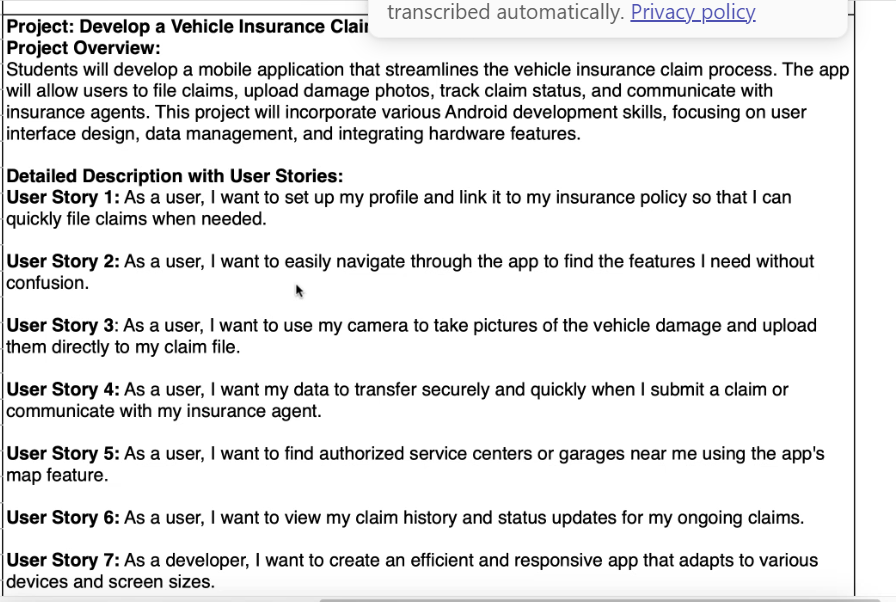 transcribed automatically. Privacy policy
Project: Develop a Vehicle Insurance
Project Overview:
Students will develop a mobile application that streamlines the vehicle insurance claim process. The app
will allow users to file claims, upload damage photos, track claim status, and communicate with
insurance agents. This project will incorporate various Android development skills, focusing on user
interface design, data management, and integrating hardware features.
Detailed Description with User Stories:
User Story 1: As a user, I want to set up my profile and link it to my insurance policy so that I can
quickly file claims when needed.
User Story 2: As a user, I want to easily navigate through the app to find the features I need without
confusion.
User Story 3: As a user, I want to use my camera to take pictures of the vehicle damage and upload
them directly to my claim file.
User Story 4: As a user, I want my data to transfer securely and quickly when I submit a claim or
communicate with my insurance agent.
User Story 5: As a user, I want to find authorized service centers or garages near me using the app's
map feature.
User Story 6: As a user, I want to view my claim history and status updates for my ongoing claims.
User Story 7: As a developer, I want to create an efficient and responsive app that adapts to various
devices and screen sizes.